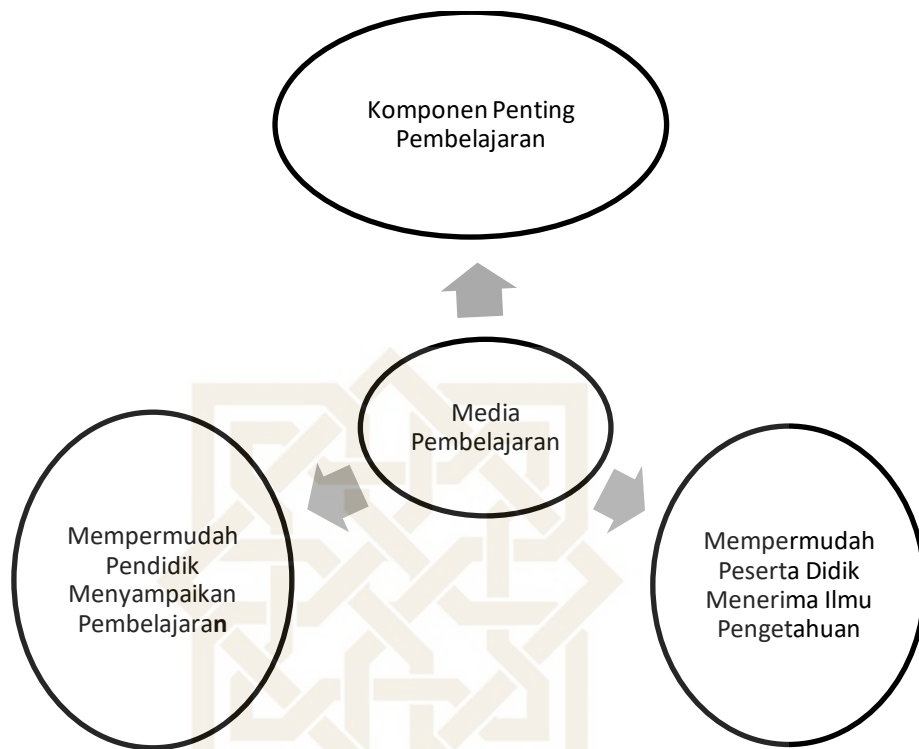 Komponen Penting
Pembelajaran
Media
Pembelajaran
Mempermudah
Pendidik
Menyampaikan
Pembelajaran
Mempermudah
Peserta Didik
Menerima Ilmu
Pengetahuan